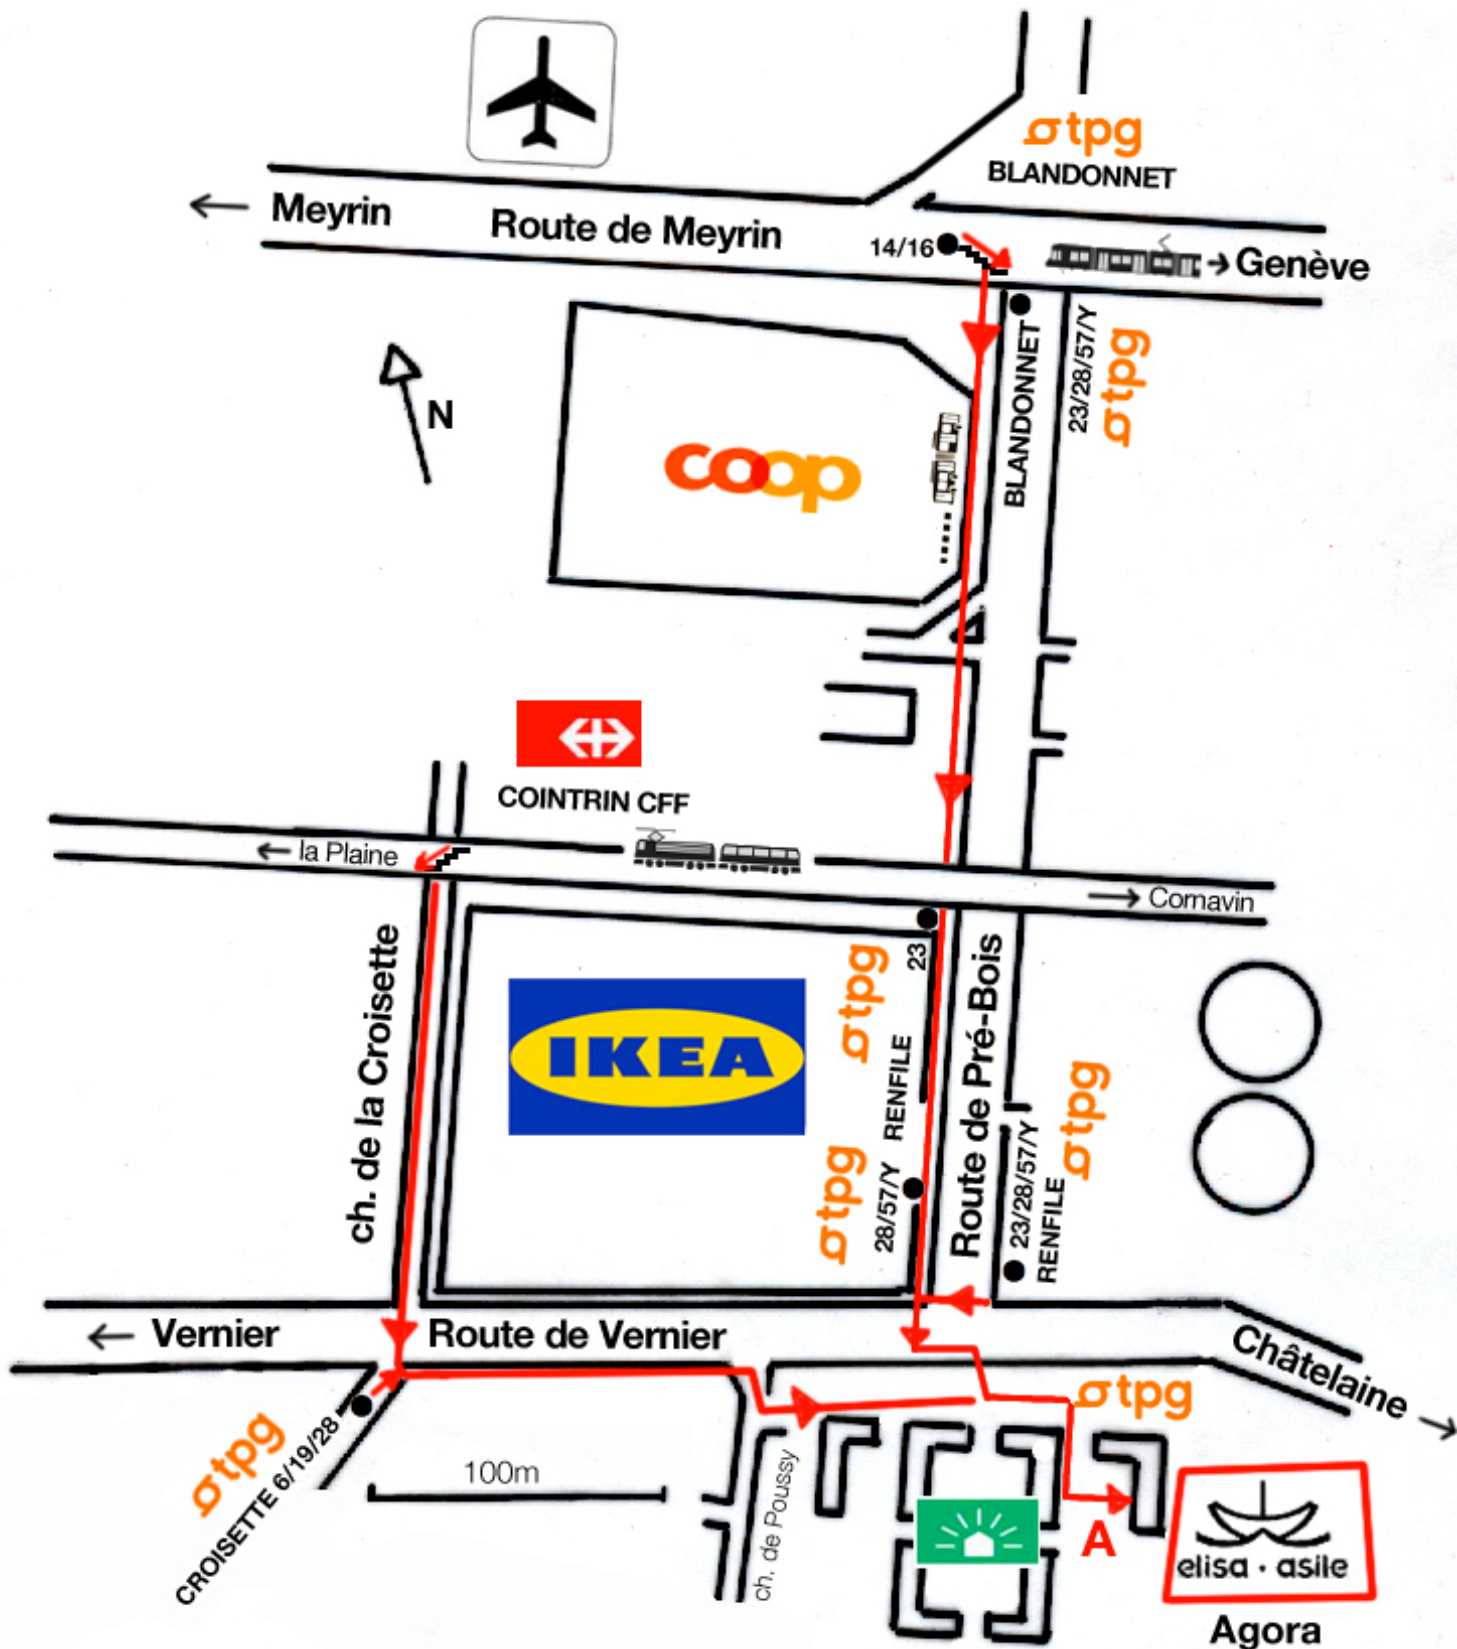 tpg
BLANDONNET
Meyrin
Route de Meyrin
14/16
Genève
N
coop
BLANDONNET
23/28/57/Y
tpg
COINTRIN CFF
la Plaine
Cornavin
ch. de la Croisette
IKEA
tpg
23
RENFILE
tpg
28/57/Y
Route de Pré-Bois
23/28/57/Y
RENFILE
tpg
Vernier
Route de Vernier
Châtelaine
tpg
tpg
CROISETTE 6/19/28
100m
ch. de Poussy
A
elisa · asile
Agora